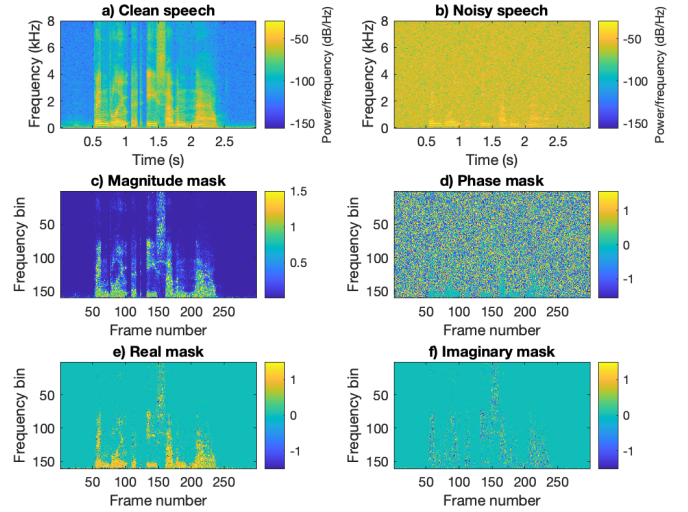 a) Clean speech
8
6
4
2
0
Frequency (kHz)
0.5 1 1.5 2 2.5
Time (s)
-50
-100
-150
Power/frequency (dB/Hz)
b) Noisy speech
8
6
4
2
0
Frequency (kHz)
0.5 1 1.5 2 2.5
Time (s)
-50
-100
-150
Power/frequency (dB/Hz)
c) Magnitude mask
50
100
150
Frequency bin
50 100 150 200 250
Frame number
1.5
1
0.5
d) Phase mask
50
100
150
Frequency bin
50 100 150 200 250
Frame number
1
0
-1
e) Real mask
50
100
150
Frequency bin
50 100 150 200 250
Frame number
1
0
-1
f) Imaginary mask
50
100
150
Frequency bin
50 100 150 200 250
Frame number
1
0
-1